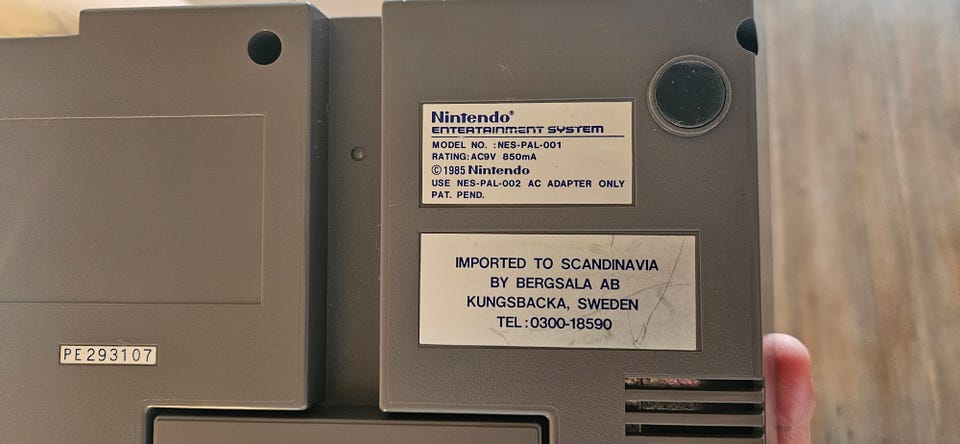 Nintendo®
ENTERTAINMENT SYSTEM
MODEL NO. :NES-PAL-001
RATING:AC9V 850mA
©1985 Nintendo
USE NES-PAL-002 AC ADAPTER ONLY
PAT. PEND.
IMPORTED TO SCANDINAVIA
BY BERGSALA AB
KUNGSBACKA, SWEDEN
TEL:0300-18590
PE293107